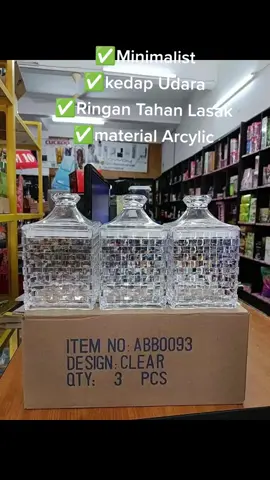 ✅Minimalist
✅kedap Udara
✅Ringan Tahan Lasak
✅material Arcylic
ITEM NO: ABB0093
DESIGN: CLEAR
QTY: 3 PCS